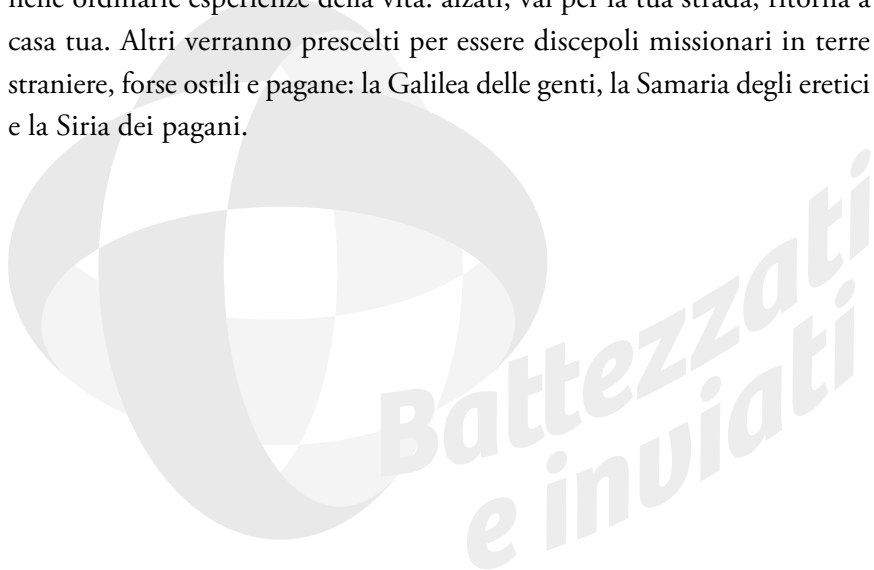 nelle ordinarie esperienze della vita: alzati, vai per la tua strada, ritorna a
casa tua. Altri verranno prescelti per essere discepoli missionari in terre
straniere, forse ostili e pagane: la Galilea delle genti, la Samaria degli eretici
e la Siria dei pagani.
Battezzati
e inviati